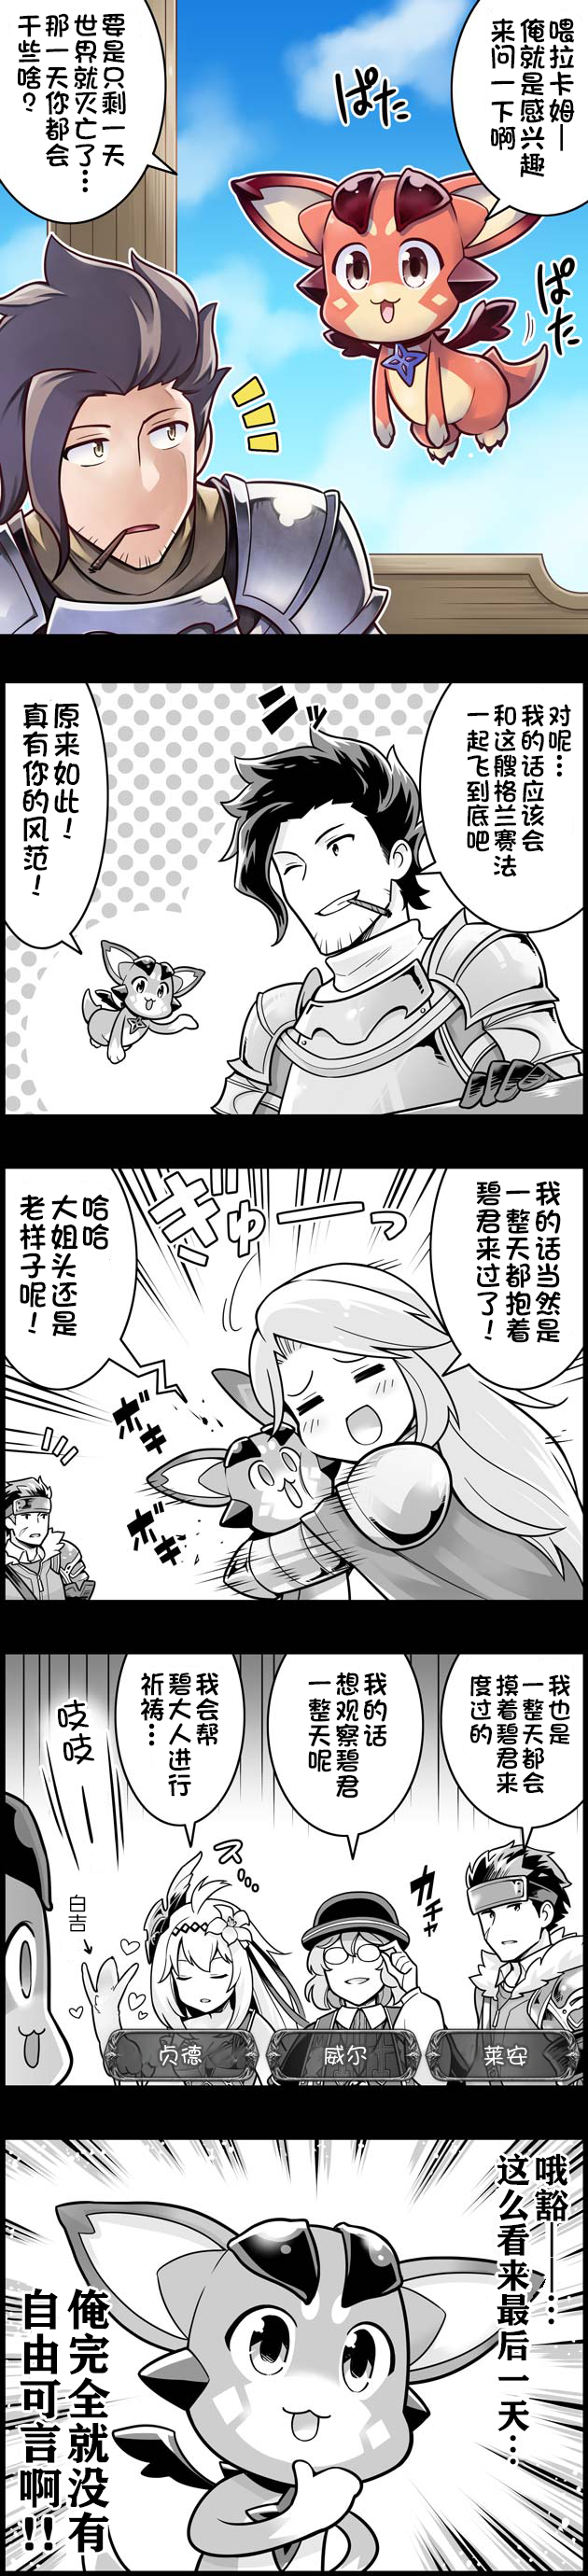 喂拉卡姆—
俺就是感兴趣
来问一下啊
ぱた
ぱた
要是只剩一天
世界就灭亡了…
那一天你都会
干些啥?
ニッ
对呢…
我的话应该会
和这艘格兰赛法
一起飞到底吧
原来如此!
真有你的风范!
我的话当然是
一整天都抱着
碧君来过了!
ぎゅーっ
哈哈
大姐头还是
老样子呢!
ボキ
ボキ
我也是
一整天都会
摸着碧君来
度过的
我的话
想观察碧君
一整天呢
我会帮
碧大人进行
祈祷…
吱吱
カチャ
ス…
白吉
莱安
威尔
贞德
哦豁——…
这么看来最后一天…
俺完全就没有
自由可言啊!!